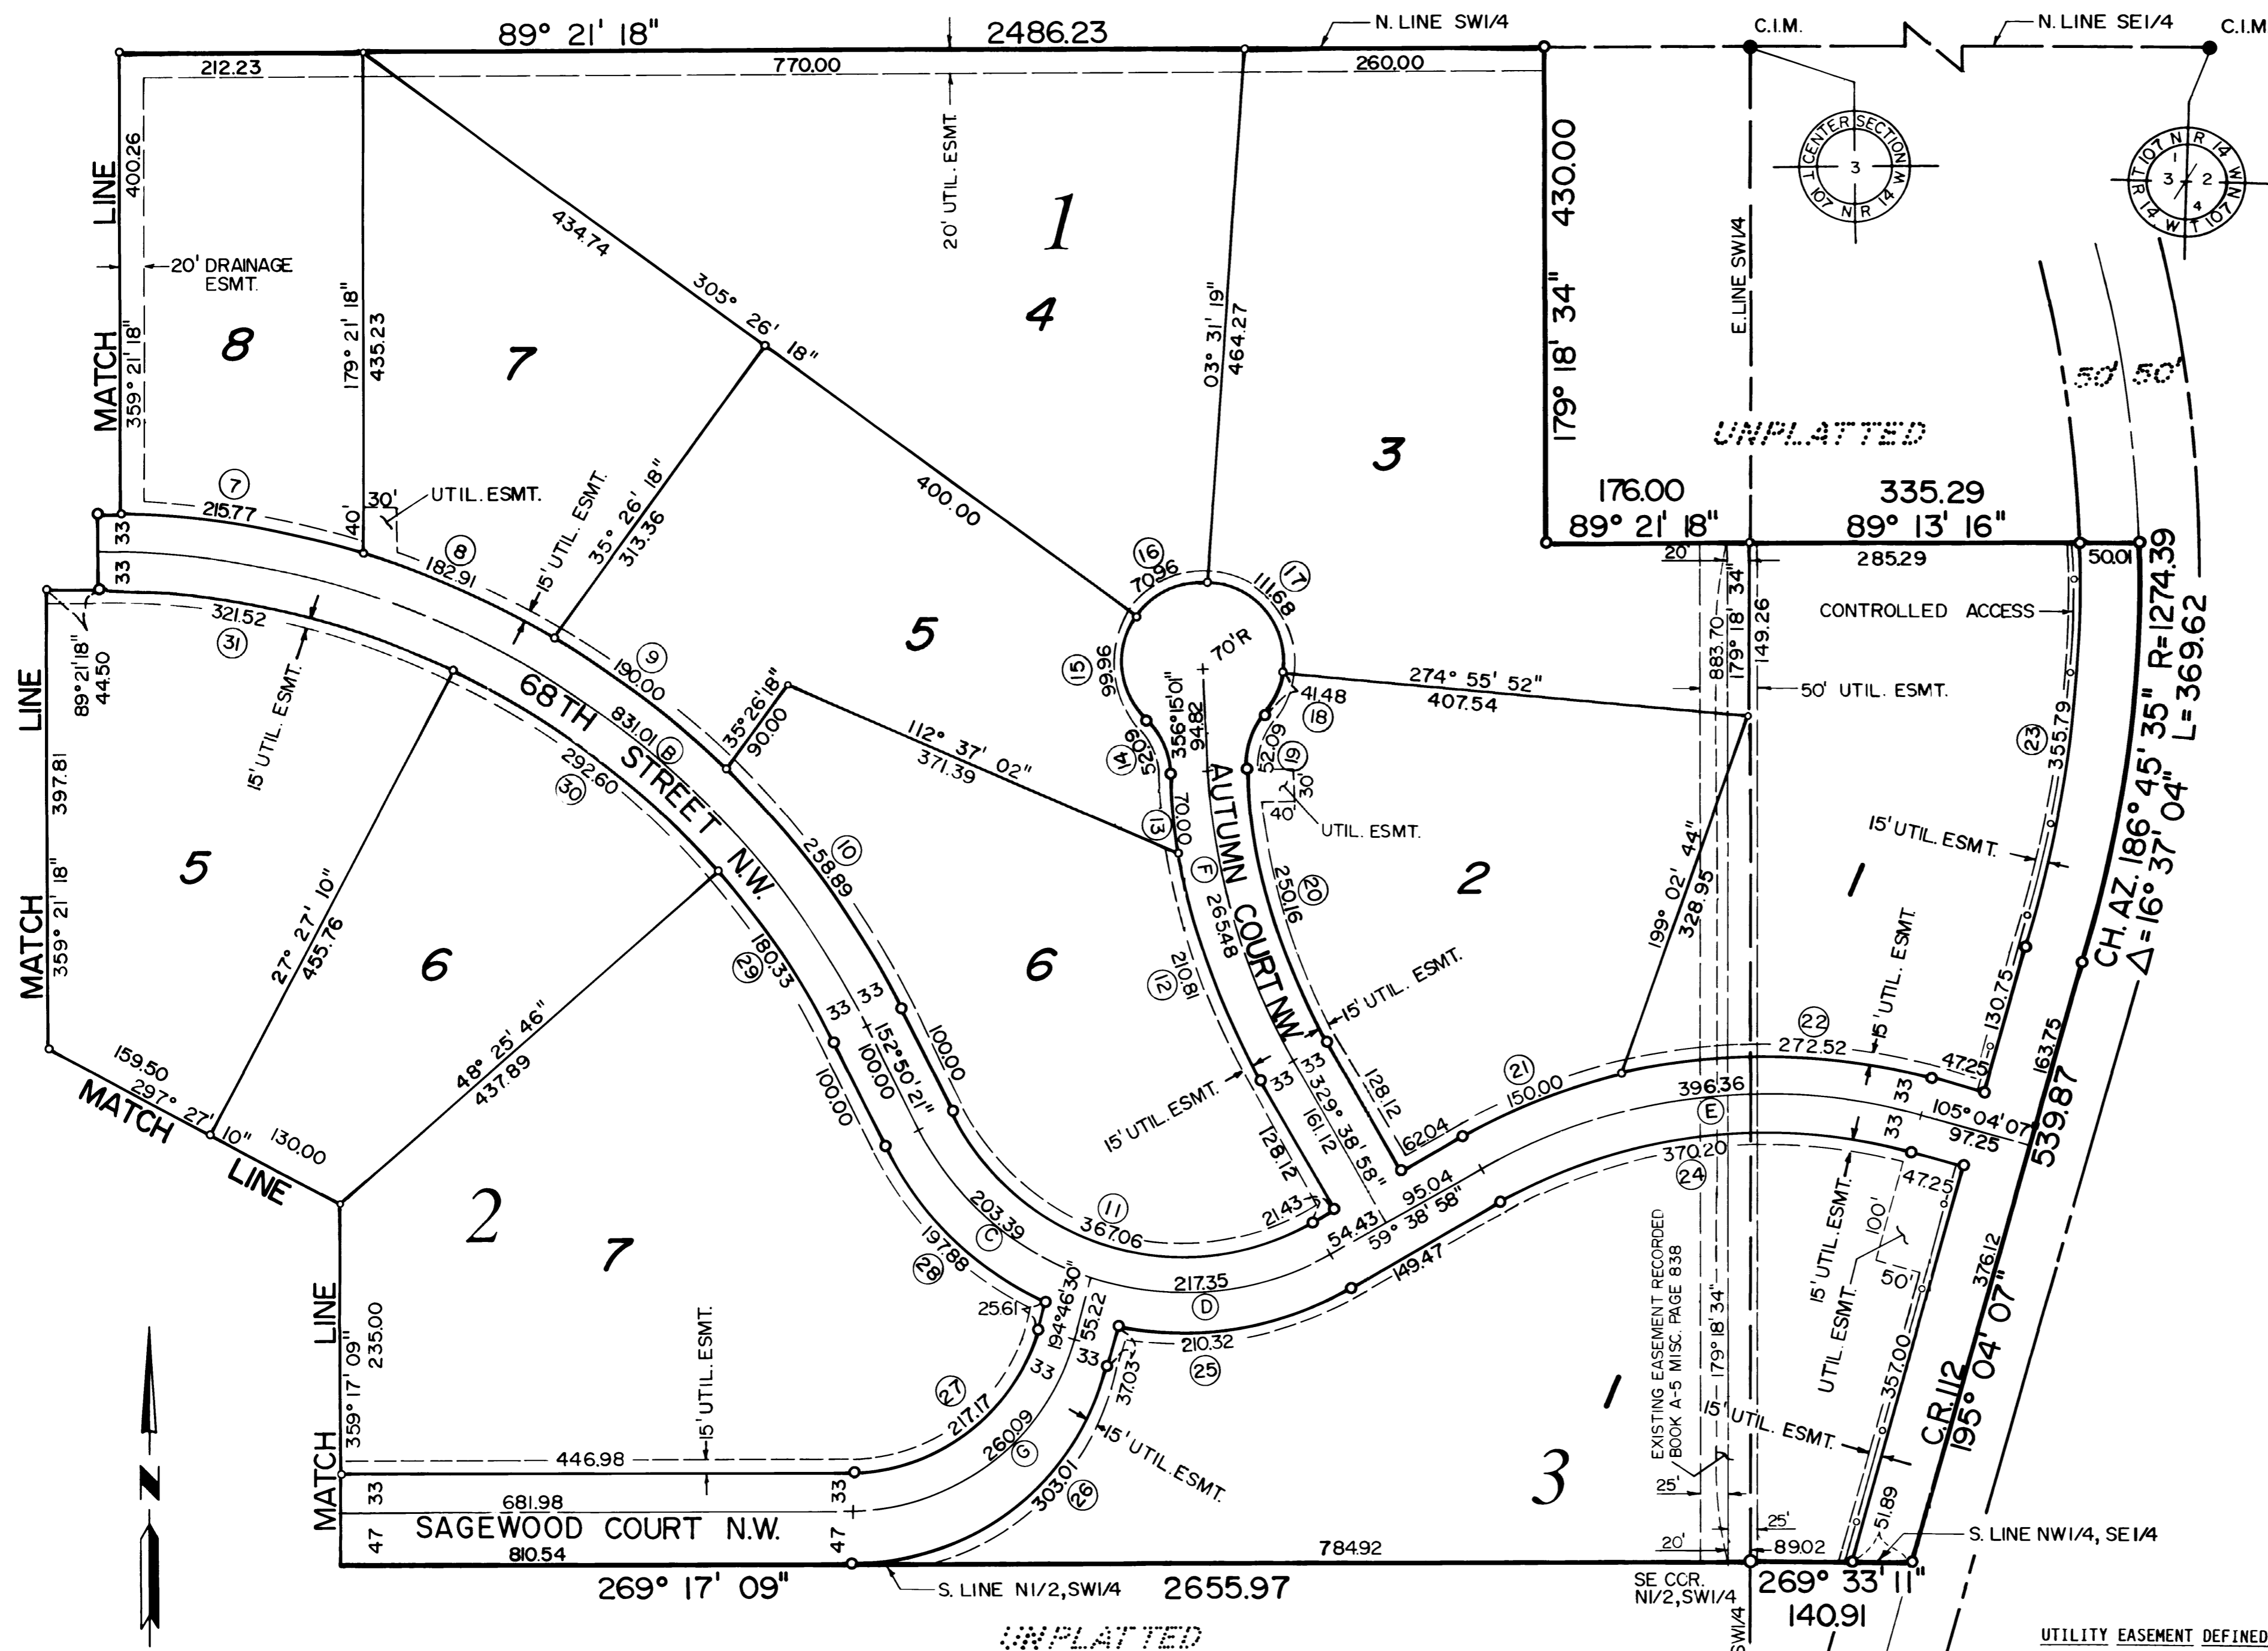 89° 21' 18"
2486.23
N. LINE SW1/4
C.I.M.
N. LINE SE1/4
C.I.M.
212.23
770.00
260.00
MATCH LINE
400.26
359° 21' 18"
20' DRAINAGE
ESMT.
8
179° 21' 18"
435.23
7
434.74
305° 26' 18"
20' UTIL. ESMT.
1
4
03° 31' 19"
464.27
3
430.00
179° 18' 34"
E. LINE SW1/4
CENTER SECTION
3
T 107 N R 14 W
T 107 N R 14 W
1
3 2
4
R 14 W T 107 N
50' 50'
UNPLATTED
176.00
89° 21' 18"
335.29
89° 13' 16"
20'
285.29
50.01
7
215.77
33
33
40'
30'
UTIL. ESMT.
8
182.91
15' UTIL. ESMT.
35° 26' 18"
313.36
400.00
16
70.96
17
111.68
5
15
99.96
70'R
41.48
18
274° 55' 52"
407.54
883.70
179° 18' 34"
149.26
50' UTIL. ESMT.
CONTROLLED ACCESS
23
355.79
CH. AZ. 186° 45' 35" R=1274.39
Δ=16° 37' 04" L=369.62
321.52
31
89° 21' 18"
44.50
MATCH LINE
397.81
359° 21' 18"
15' UTIL. ESMT.
9
190.00
68 TH STREET N.W.
831.01
B
35° 26' 18"
90.00
112° 37' 02"
371.39
52.09
14
356° 15' 01"
94.82
52.09
19
30'
40'
UTIL. ESMT.
292.60
30
10
258.89
70.00
13
AUTUMN COURT NW
F
265.48
20
250.16
2
199° 02' 44"
328.95
1
15' UTIL. ESMT.
5
27° 27' 10"
455.76
6
180.33
29
6
210.81
12
15' UTIL. ESMT.
15' UTIL. ESMT.
130.75
163.75
159.50
297° 27' 10"
130.00
MATCH LINE
48° 25' 46"
437.89
33
33
152° 50' 21"
100.00
100.00
100.00
15' UTIL. ESMT.
33
33
329° 38' 58"
161.12
128.12
128.12
62.04
21
150.00
22
272.52
47.25
396.36
E
33
33
105° 04' 07"
97.25
539.87
370.20
24
47.25
2
7
11
367.06
21.43
203.39
C
54.43
95.04
59° 38' 58"
149.47
197.88
28
217.35
D
25.61
194° 46' 30"
55.22
33
33
37.03
210.32
25
15' UTIL. ESMT.
UTIL. ESMT.
100'
50'
376.12
C.R. 112
195° 04' 07"
357.00
15' UTIL. ESMT.
MATCH LINE
359° 17' 09"
235.00
15' UTIL. ESMT.
27
217.17
260.09
G
303.01
26
15' UTIL. ESMT.
EXISTING EASEMENT RECORDED
BOOK A-5 MISC. PAGE 838
179° 18' 34"
1
3
N
446.98
33
33
681.98
SAGEWOOD COURT N.W.
47
47
810.54
784.92
25'
25'
20'
89.02
51.89
S. LINE NW1/4, SE1/4
269° 17' 09"
S. LINE N1/2, SW1/4
2655.97
SE COR.
N1/2, SW1/4
269° 33' 11"
140.91
UNPLATTED
SW1/4
UTILITY EASEMENT DEFINED